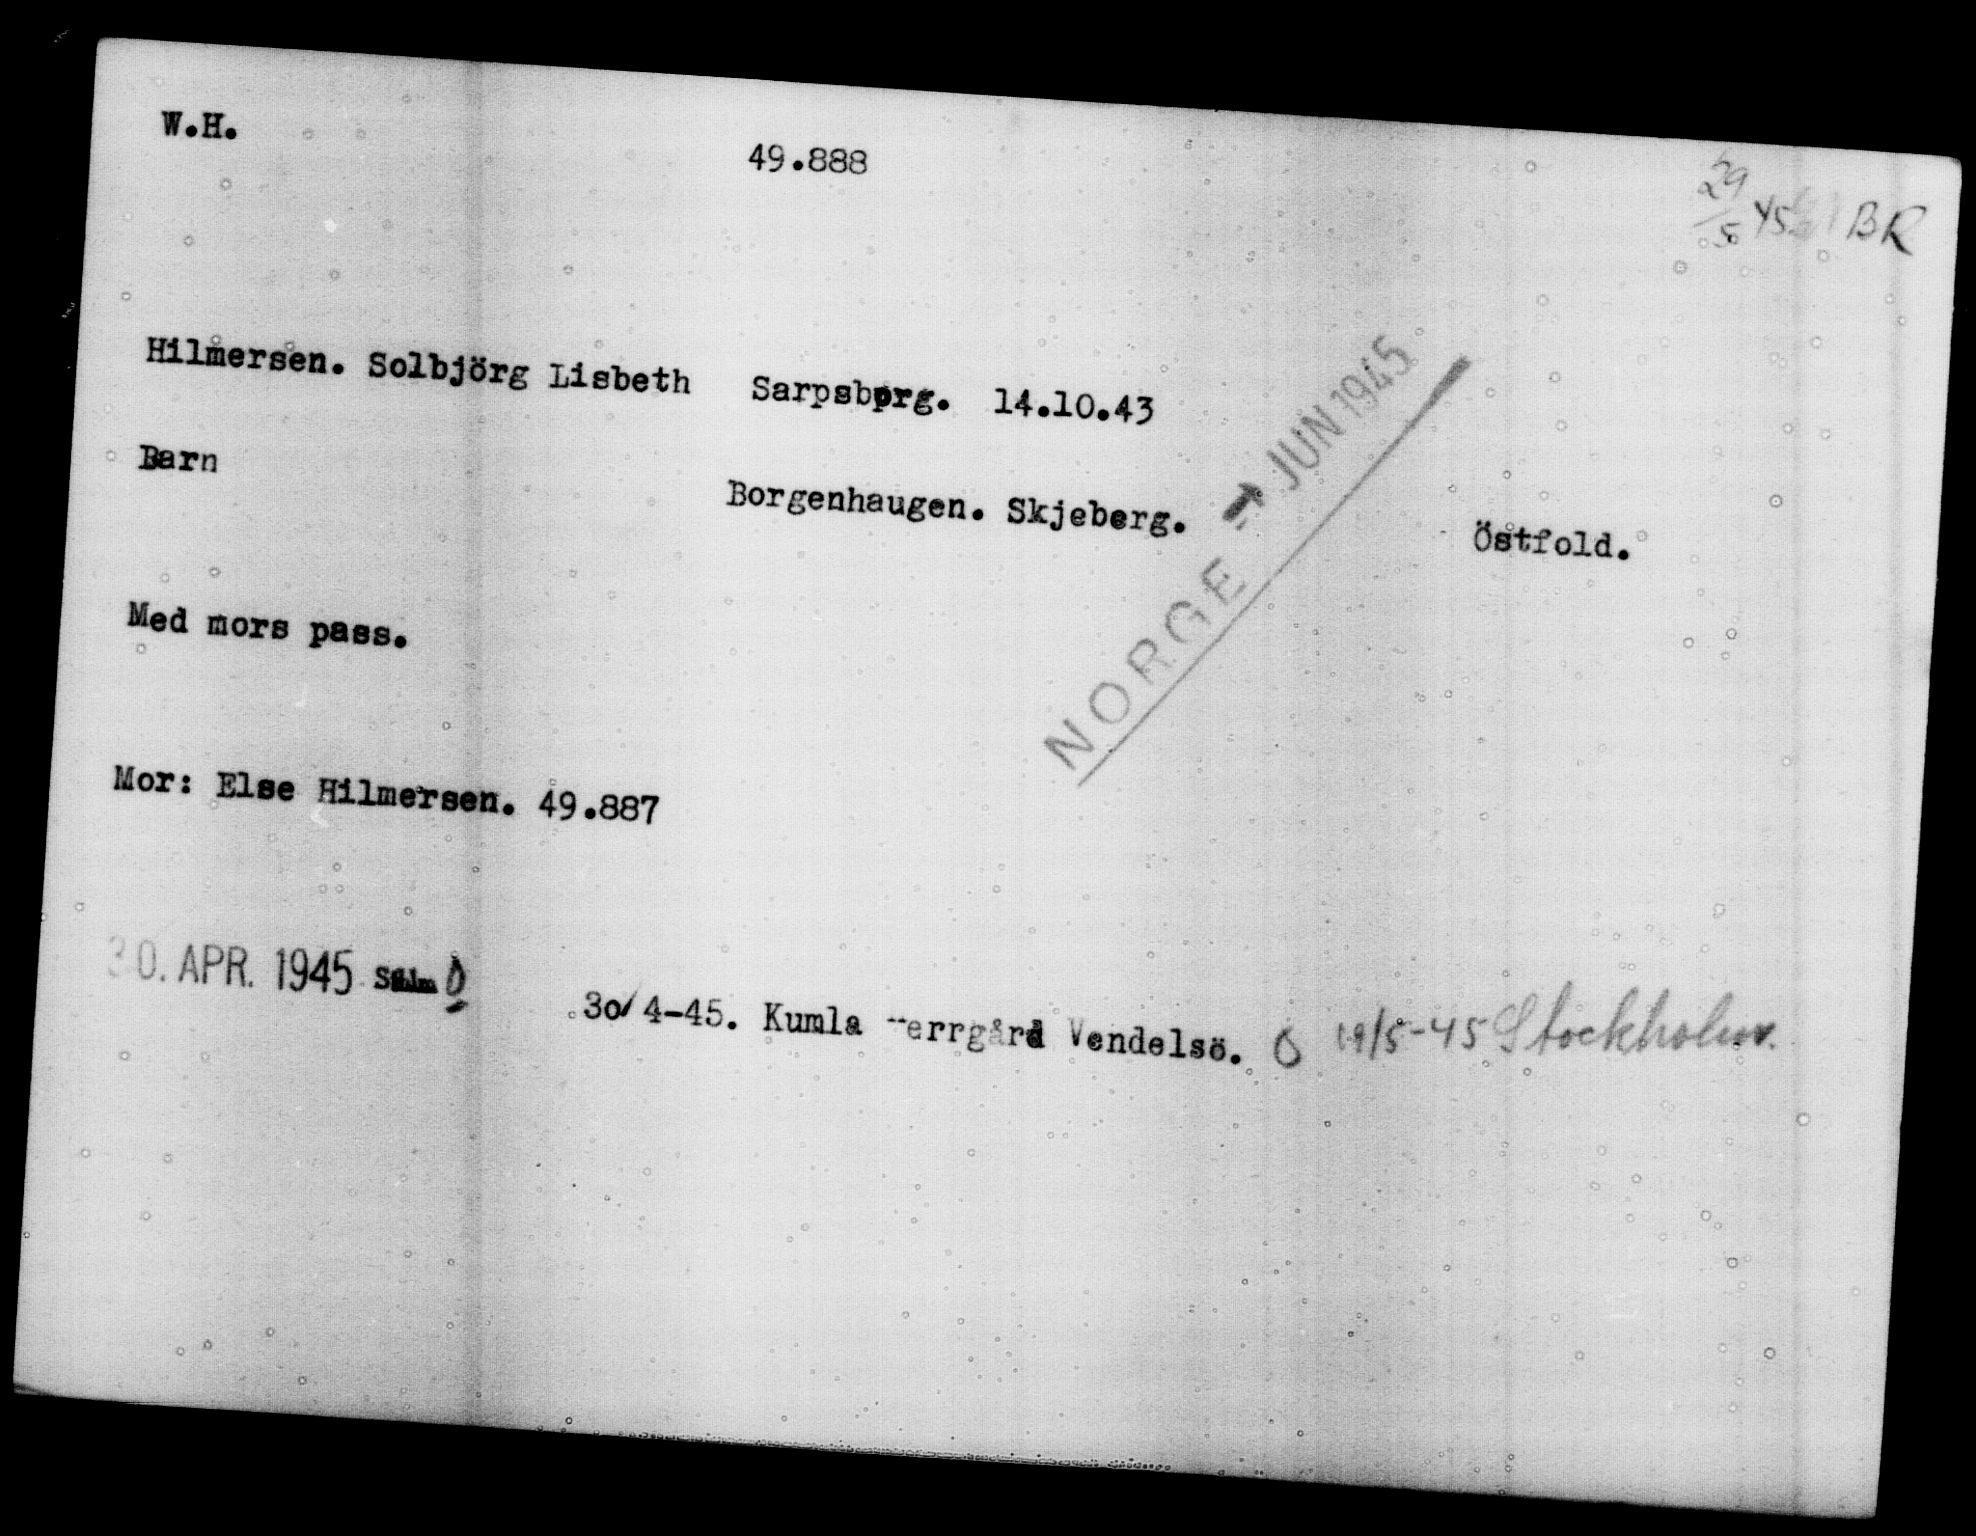 W.H.
49.888
29/5 45 BR
Hilmersen. Solbjörg Lisbeth Sarpsborg. 14.10.43
Barn Borgenhaugen. Skjeberg. Östfold.
NORGE JUN 1945
Med mors pass.
Mor: Else Hilmersen. 49.887
30. APR. 1945
30/4-45. Kumla errgård Vendelsö. Ö 19/5-45 Stockholm.